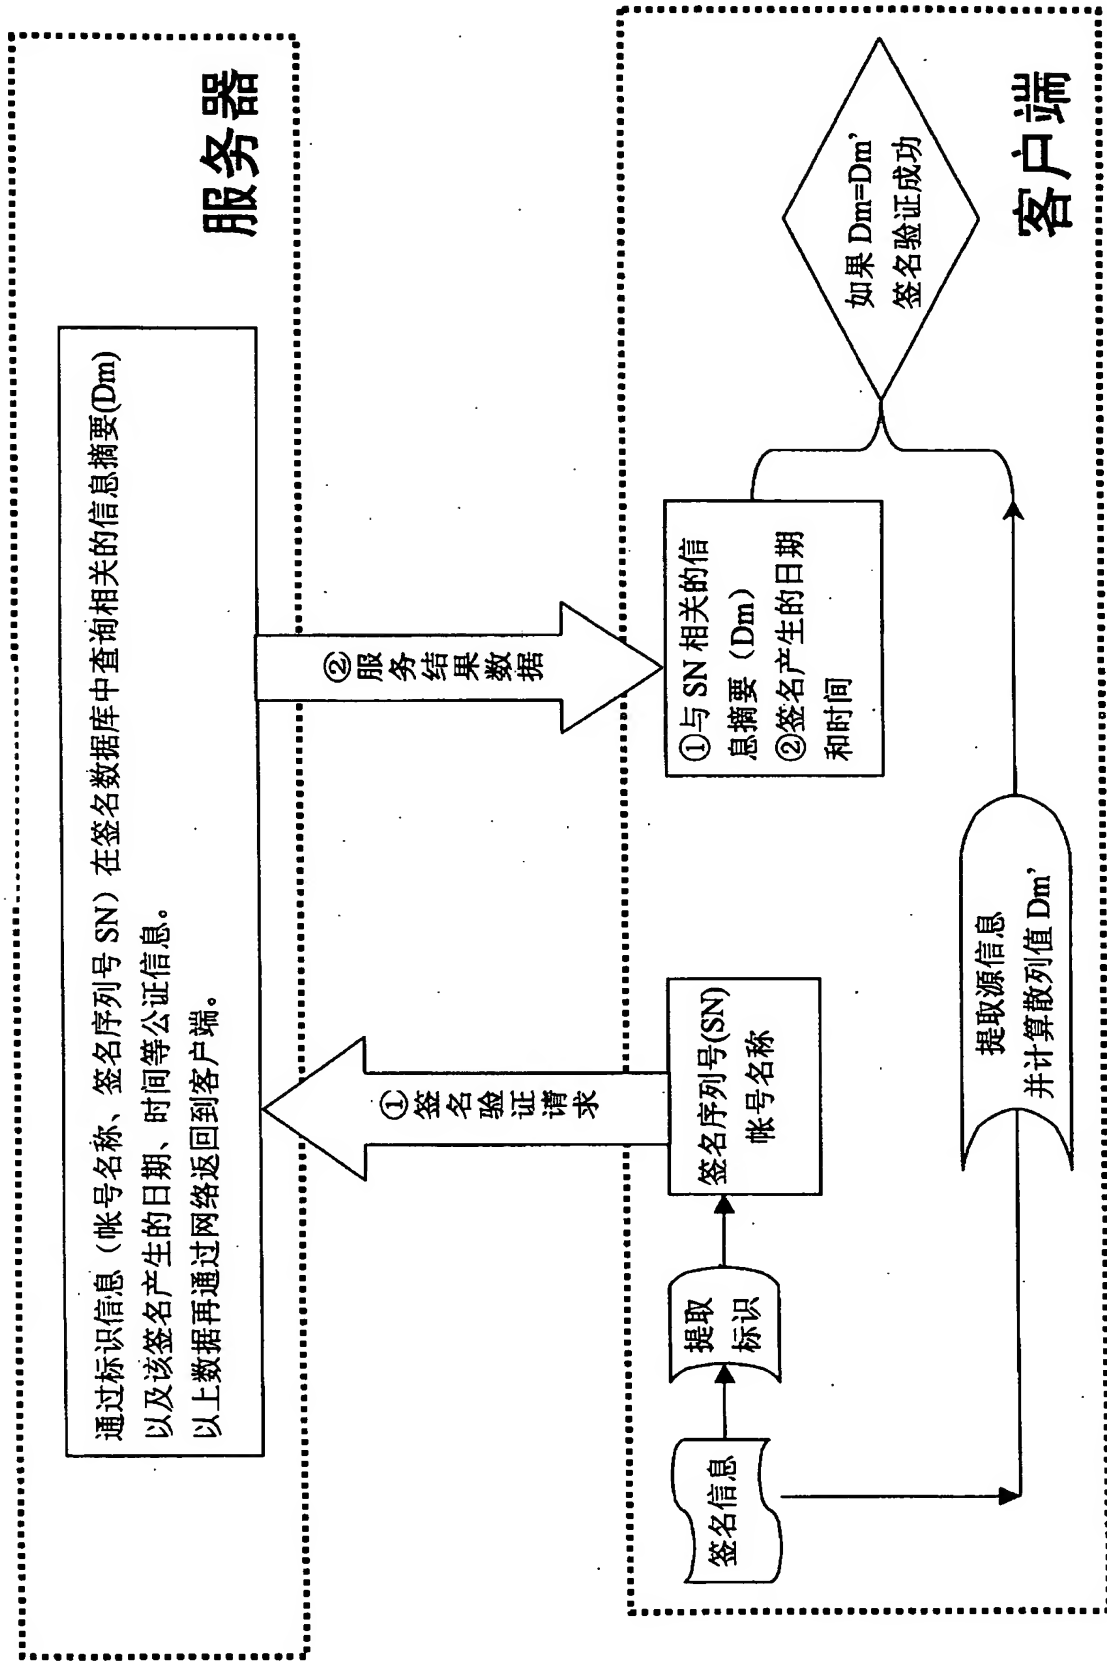 服务器
通过标识信息（帐号名称、签名序列号 SN）在签名数据库中查询相关的信息摘要(Dm)
以及该签名产生的日期、时间等公证信息。
以上数据再通过网络返回到客户端。
①签名验证请求
②服务结果数据
签名信息
提取
标识
签名序列号(SN)
帐号名称
①与 SN 相关的信
息摘要（Dm）
②签名产生的日期
和时间
提取源信息
并计算散列值 Dm’
如果 Dm=Dm’
签名验证成功
客户端